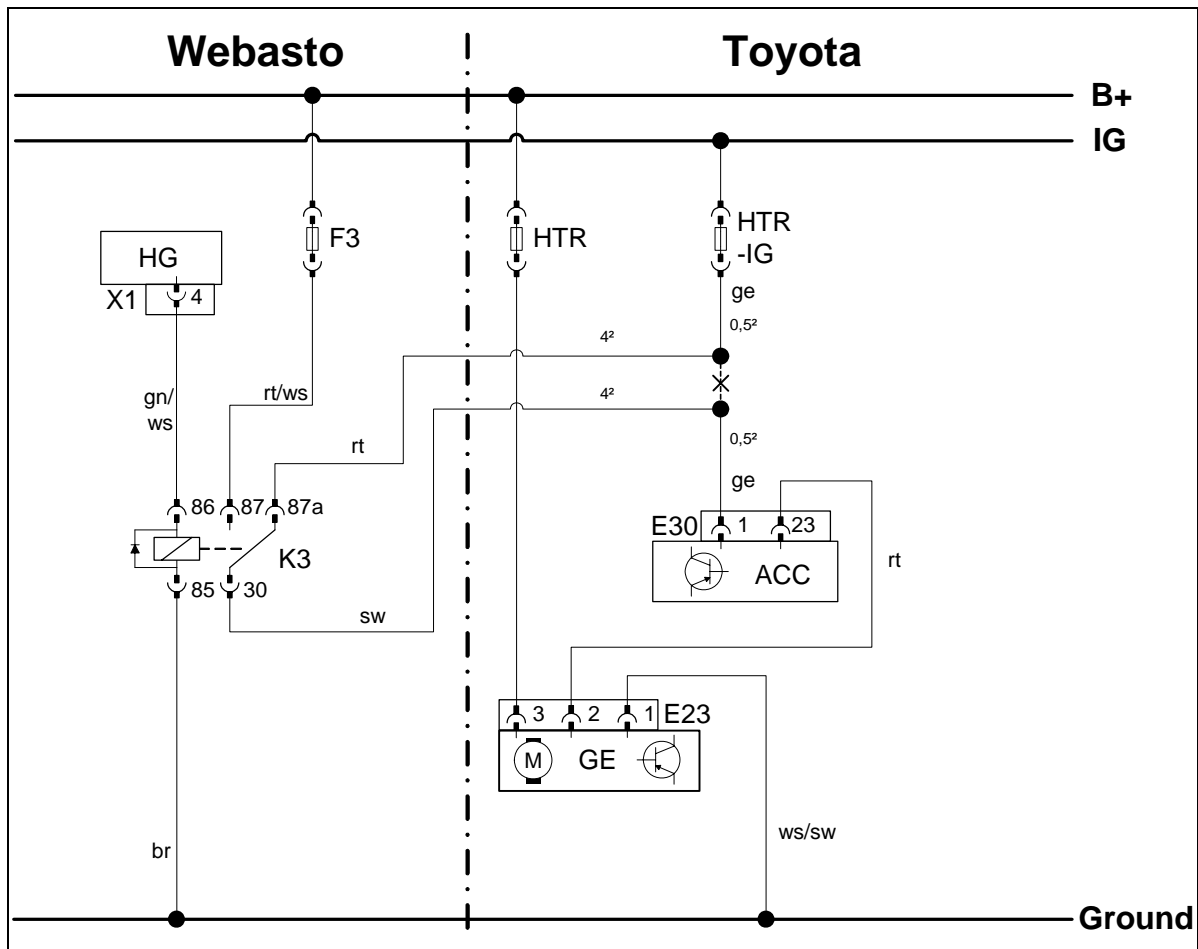 Webasto
Toyota
B+
IG
F3
HTR
HTR
-IG
HG
X1
4
ge
0,5²
4²
gn/
ws
rt/ws
4²
rt
0,5²
ge
86
87
87a
E30
1
23
K3
ACC
rt
85
30
sw
3
2
1
E23
M
GE
ws/sw
br
Ground